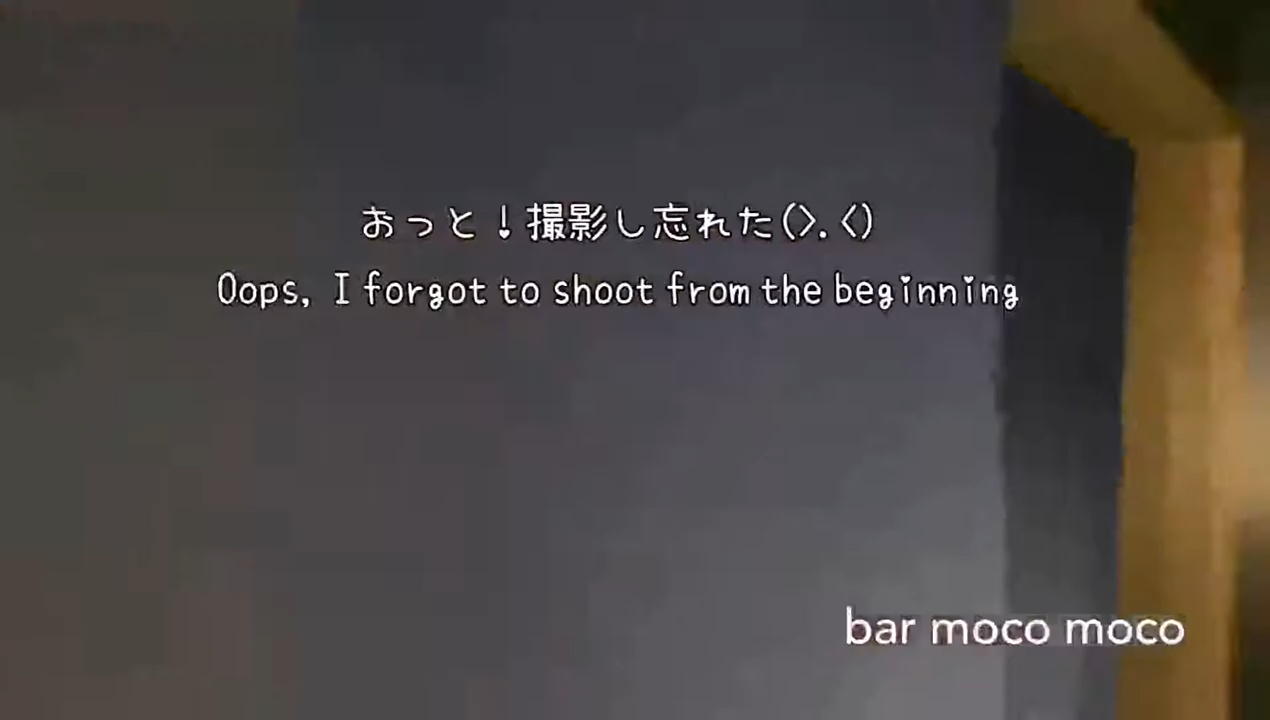 おっと！撮影し忘れた(>.<)
Oops, I forgot to shoot from the beginning
bar moco moco